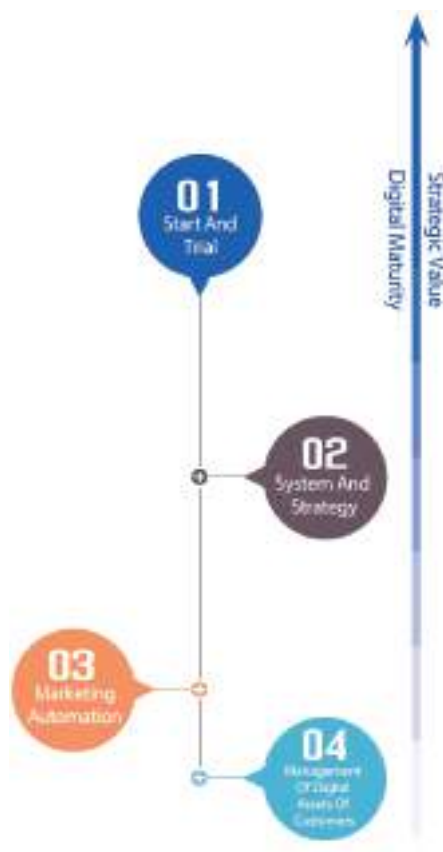 01
Start And
Trial
Digital Maturity
Strategic Value
02
System And
Strategy
03
Marketing
Automation
04
Management
Of Digital
Assets Of
Customers